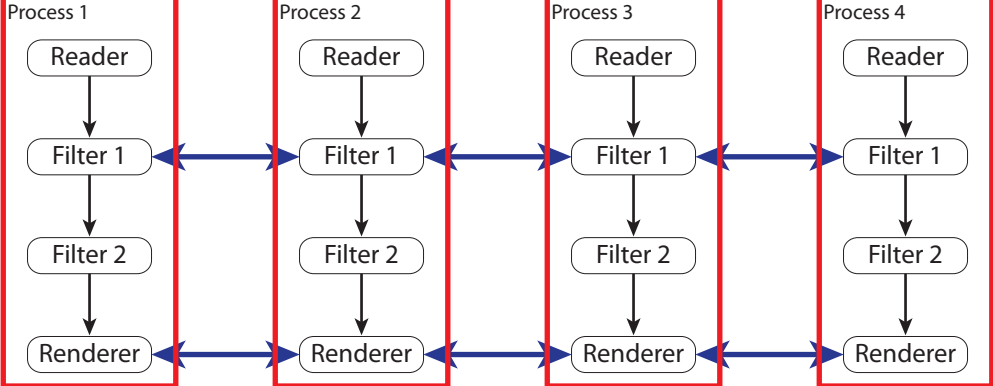 Process 1
Reader
Filter 1
Filter 2
Renderer
Process 2
Reader
Filter 1
Filter 2
Renderer
Process 3
Reader
Filter 1
Filter 2
Renderer
Process 4
Reader
Filter 1
Filter 2
Renderer